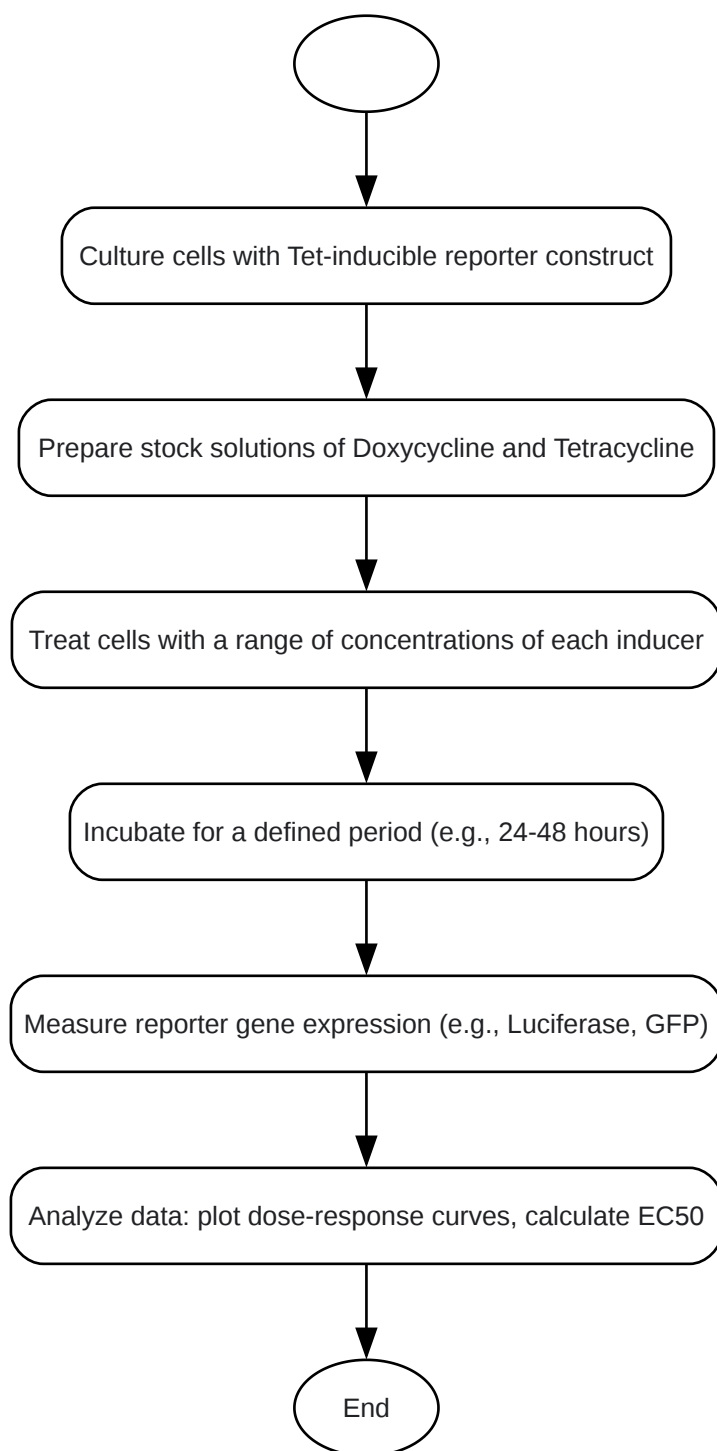 Culture cells with Tet-inducible reporter construct
Prepare stock solutions of Doxycycline and Tetracycline
Treat cells with a range of concentrations of each inducer
Incubate for a defined period (e.g., 24-48 hours)
Measure reporter gene expression (e.g., Luciferase, GFP)
Analyze data: plot dose-response curves, calculate EC50
End